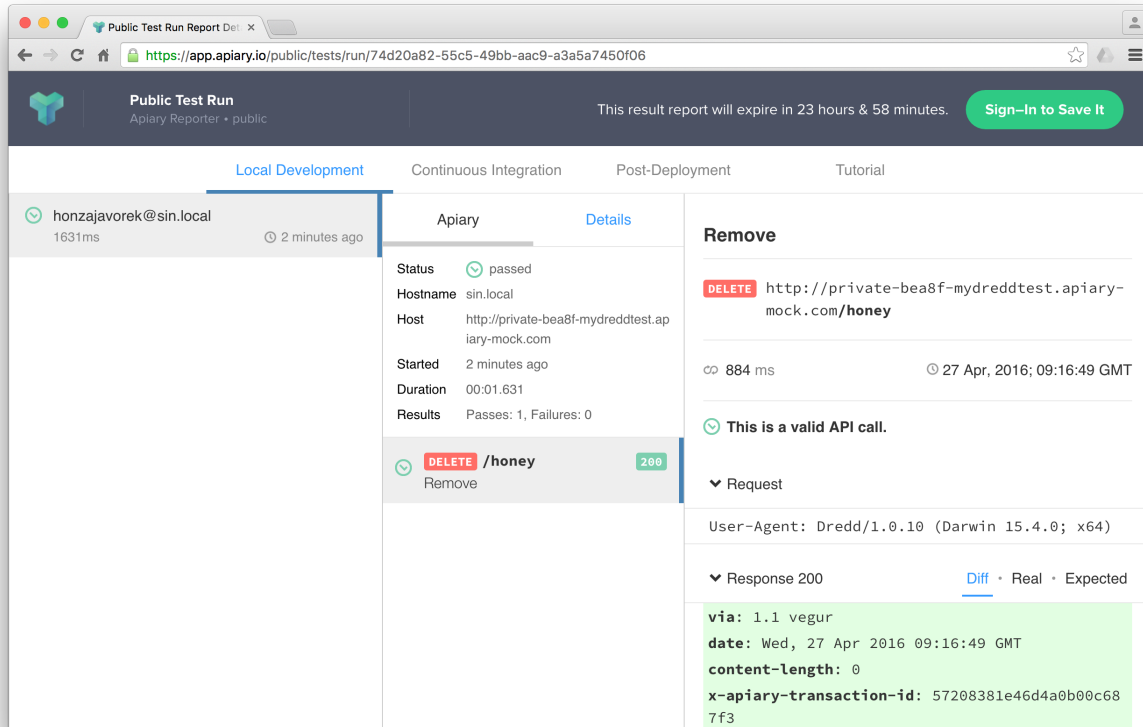 Public Test Run Report Det
https://app.apiary.io/public/tests/run/74d20a82-55c5-49bb-aac9-a3a5a7450f06
Public Test Run
Apiary Reporter • public
This result report will expire in 23 hours & 58 minutes.
Sign–In to Save It
Local Development
Continuous Integration
Post-Deployment
Tutorial
honzajavorek@sin.local
1631ms
2 minutes ago
Apiary
Details
Status passed
Hostname sin.local
Host http://private-bea8f-mydreddtest.ap
iary-mock.com
Started 2 minutes ago
Duration 00:01.631
Results Passes: 1, Failures: 0
DELETE /honey 200
Remove
Remove
DELETE http://private-bea8f-mydreddtest.apiary-
mock.com/honey
884 ms
27 Apr, 2016; 09:16:49 GMT
This is a valid API call.
Request
User-Agent: Dredd/1.0.10 (Darwin 15.4.0; x64)
Response 200
Diff • Real • Expected
via: 1.1 vegur
date: Wed, 27 Apr 2016 09:16:49 GMT
content-length: 0
x-apiary-transaction-id: 57208381e46d4a0b00c68
7f3